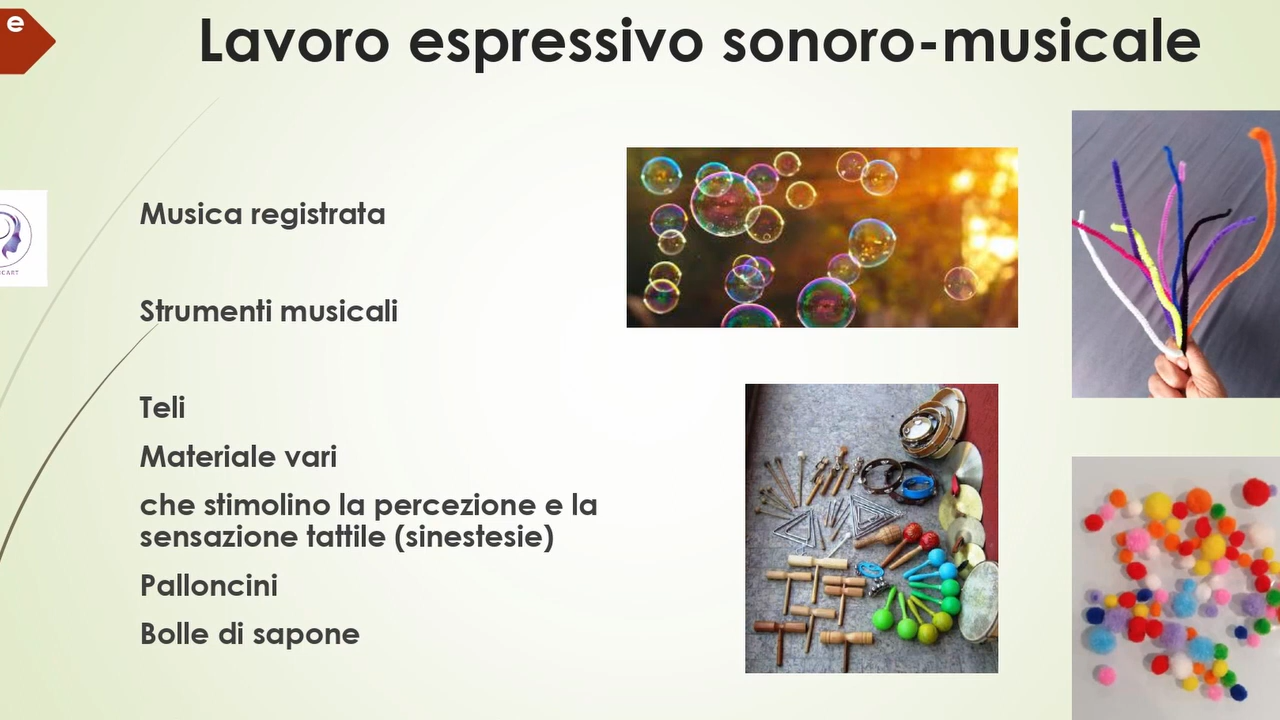 e
Lavoro espressivo sonoro-musicale
Musica registrata
Strumenti musicali
Teli
Materiale vari
che stimolino la percezione e la
sensazione tattile (sinestesie)
Palloncini
Bolle di sapone